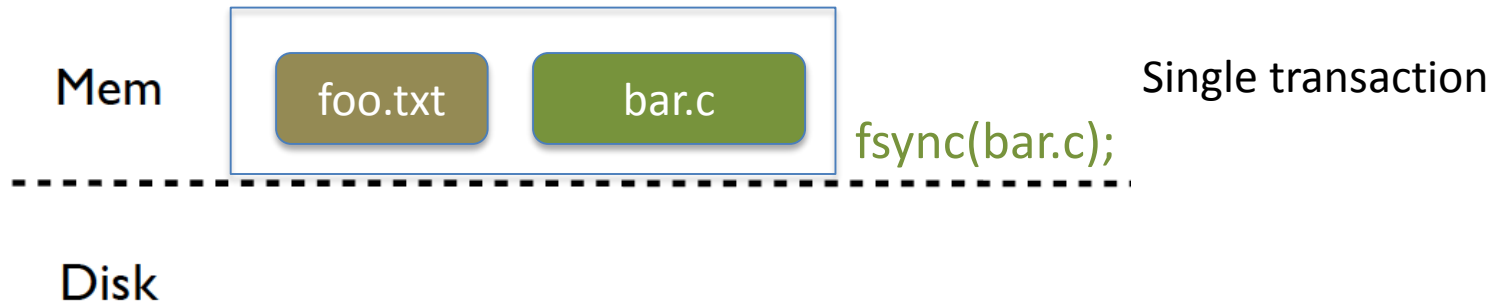 Mem
foo.txt
bar.c
fsync(bar.c);
Single transaction
Disk